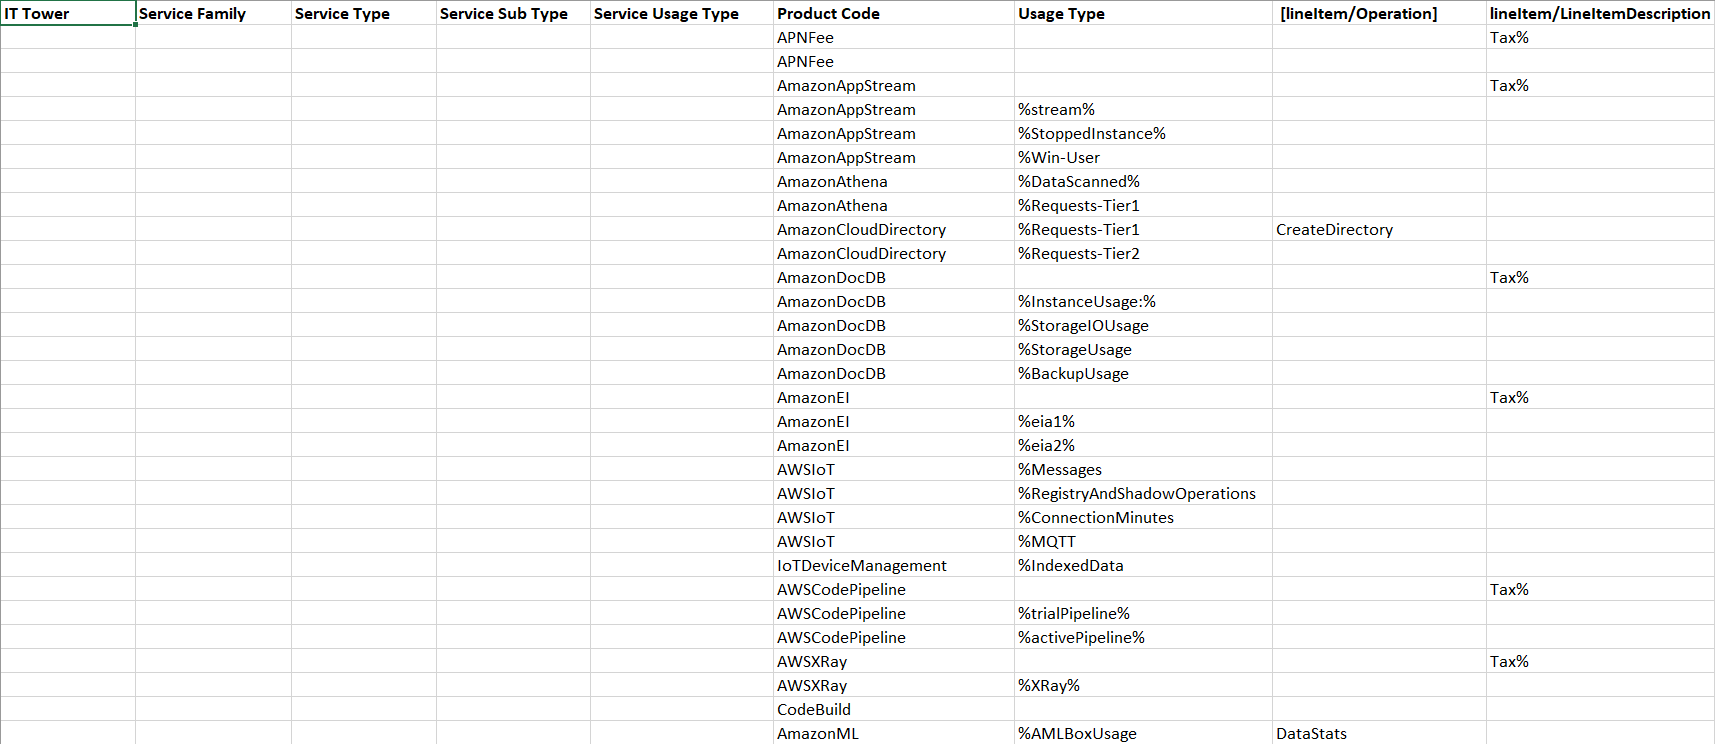 IT Tower Service Family Service Type Service Sub Type Service Usage Type Product Code Usage Type [lineItem/Operation] lineItem/LineItemDescription
APNFee Tax%
APNFee
AmazonAppStream Tax%
AmazonAppStream %stream%
AmazonAppStream %StoppedInstance%
AmazonAppStream %Win-User
AmazonAthena %DataScanned%
AmazonAthena %Requests-Tier1
AmazonCloudDirectory %Requests-Tier1 CreateDirectory
AmazonCloudDirectory %Requests-Tier2
AmazonDocDB Tax%
AmazonDocDB %InstanceUsage:%
AmazonDocDB %StorageIOUsage
AmazonDocDB %StorageUsage
AmazonDocDB %BackupUsage
AmazonEI Tax%
AmazonEI %eia1%
AmazonEI %eia2%
AWSIoT %Messages
AWSIoT %RegistryAndShadowOperations
AWSIoT %ConnectionMinutes
AWSIoT %MQTT
IoTDeviceManagement %IndexedData
AWSCodePipeline Tax%
AWSCodePipeline %trialPipeline%
AWSCodePipeline %activePipeline%
AWSXRay Tax%
AWSXRay %XRay%
CodeBuild
AmazonML %AMLBoxUsage DataStats